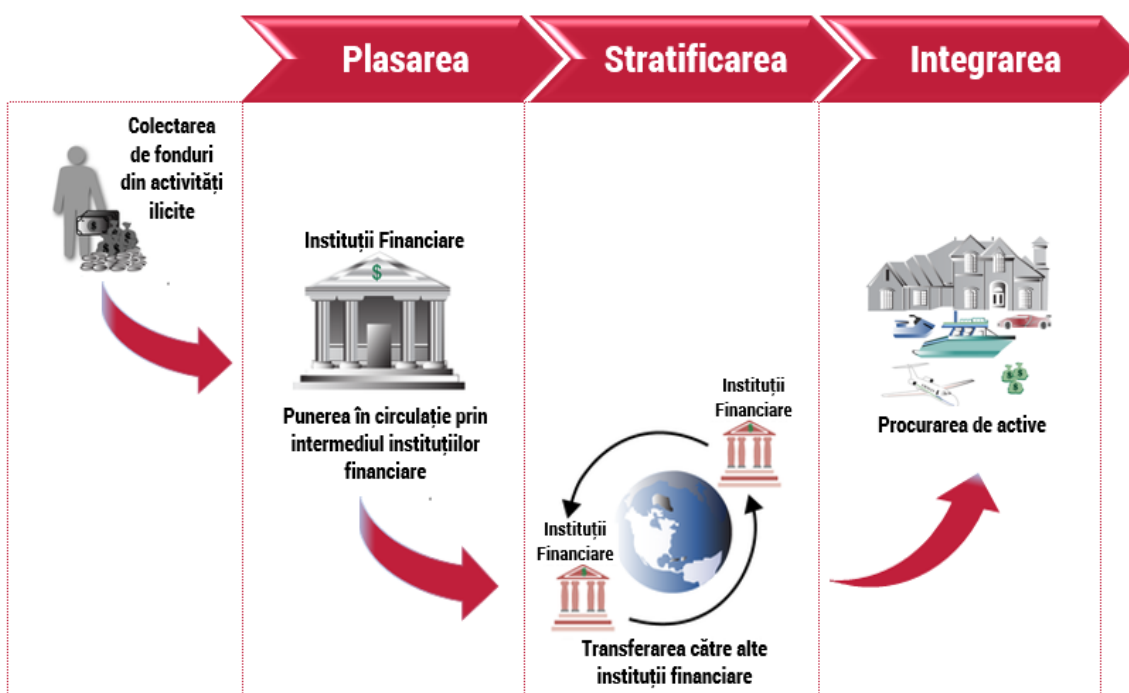 Plasarea
Stratificarea
Integrarea
Colectarea
de fonduri
din activități
ilicite
Instituții Financiare
$
Punerea în circulație prin
intermediul instituțiilor
financiare
Instituții
Financiare
Instituții
Financiare
Transferarea către alte
instituții financiare
Procurarea de active